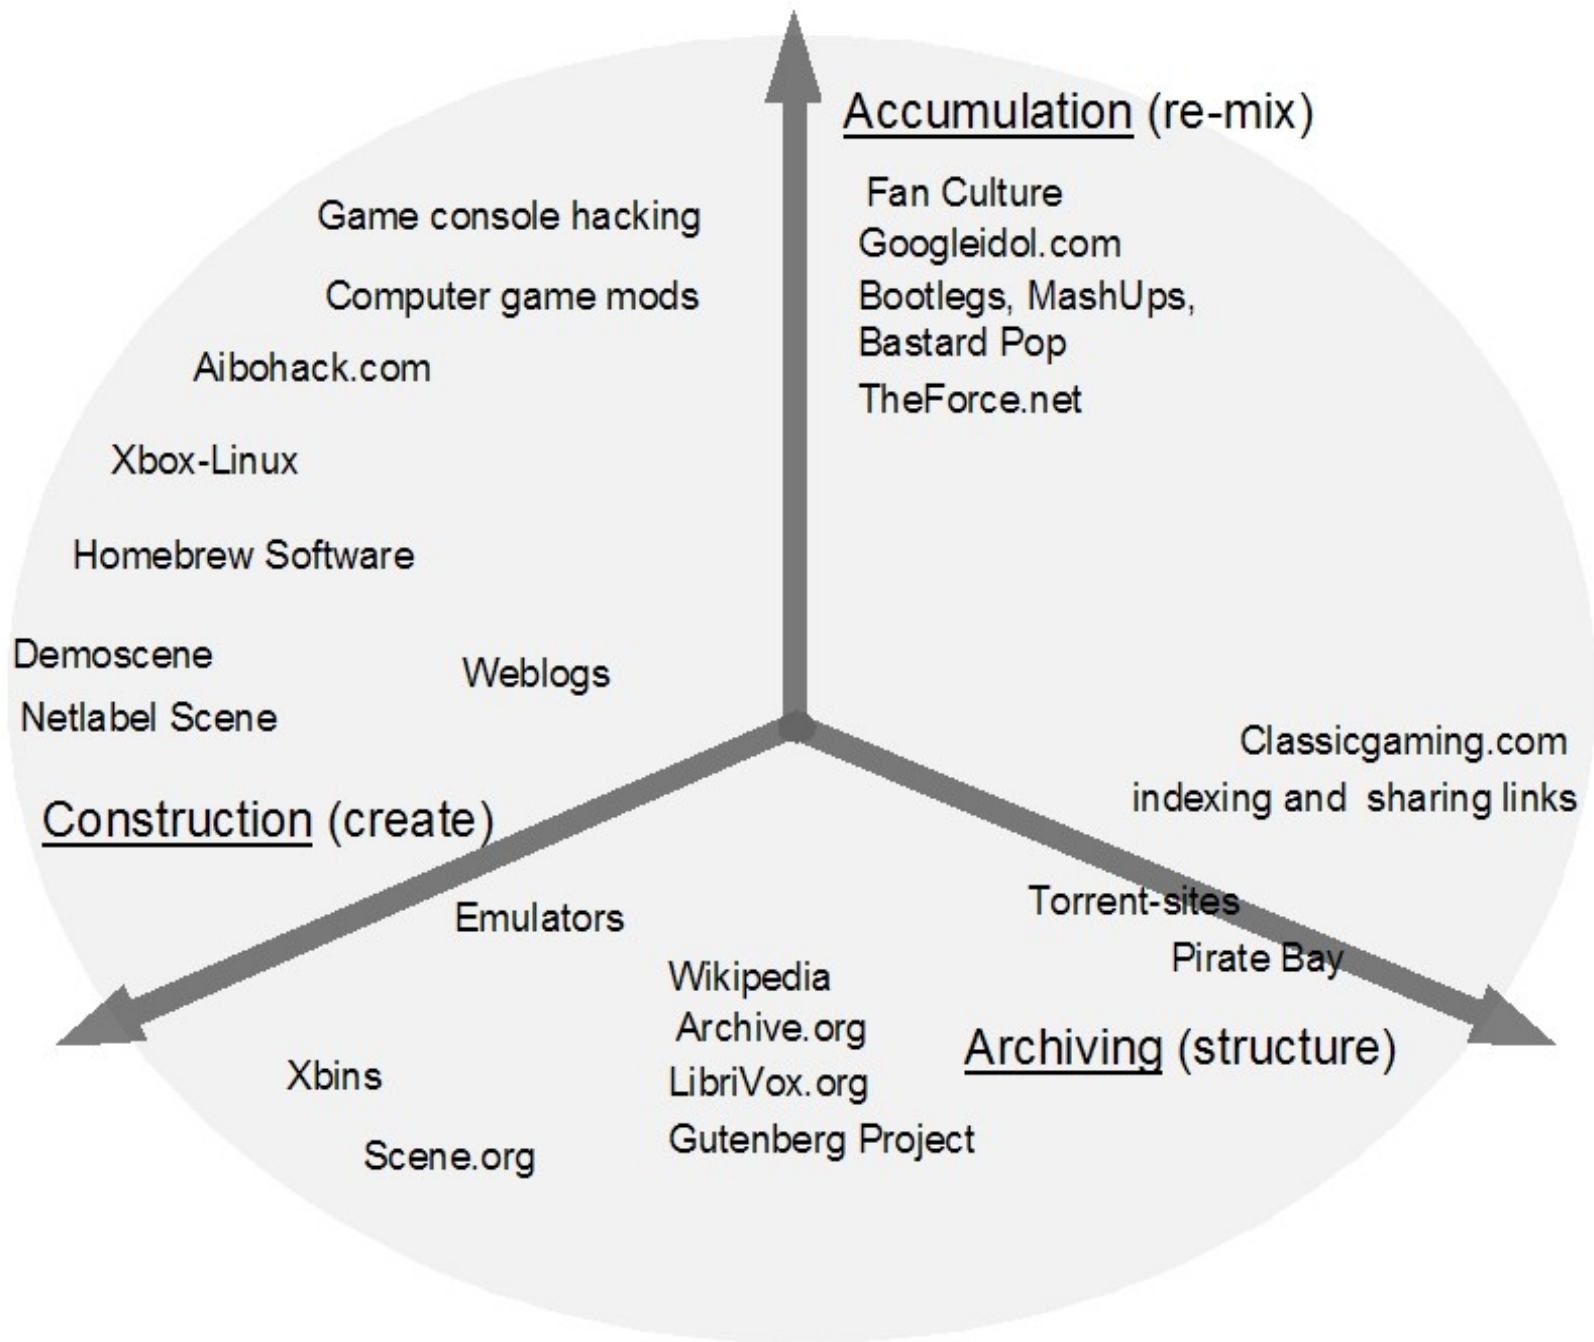 Accumulation (re-mix)
Fan Culture
Googleidol.com
Bootlegs, MashUps,
Bastard Pop
TheForce.net
Game console hacking
Computer game mods
Aibohack.com
Xbox-Linux
Homebrew Software
Demoscene
Weblogs
Netlabel Scene
Construction (create)
Classicgaming.com
indexing and sharing links
Torrent-sites
Pirate Bay
Archiving (structure)
Emulators
Wikipedia
Archive.org
LibriVox.org
Gutenberg Project
Xbins
Scene.org